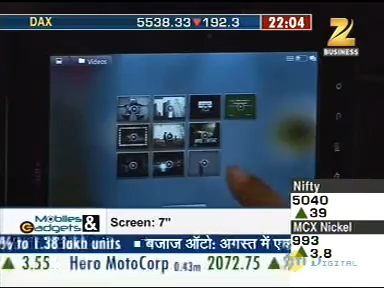 DAX 5538.33 ▼192.3 22:04
Z
BUSINESS
Videos
Mobiles & Gadgets
Screen: 7"
Nifty
5040
▲ 39
MCX Nickel
993
▲ 3.8
% to 1.38 lakh units ▪ बजाज ऑटो: अगस्त में एक
▲ 3.55 Hero MotoCorp 0.43m 2072.75 ▲
DIGITAL